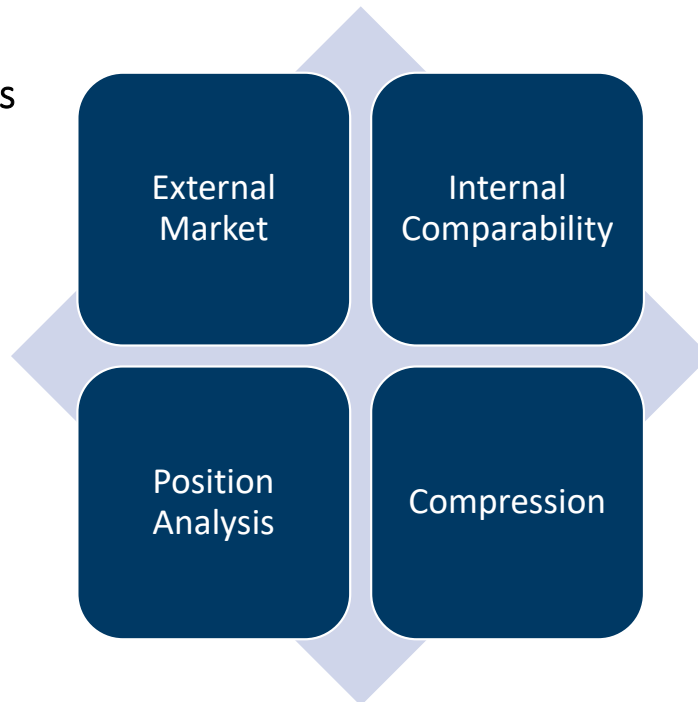 s
External
Market
Internal
Comparability
Position
Analysis
Compression